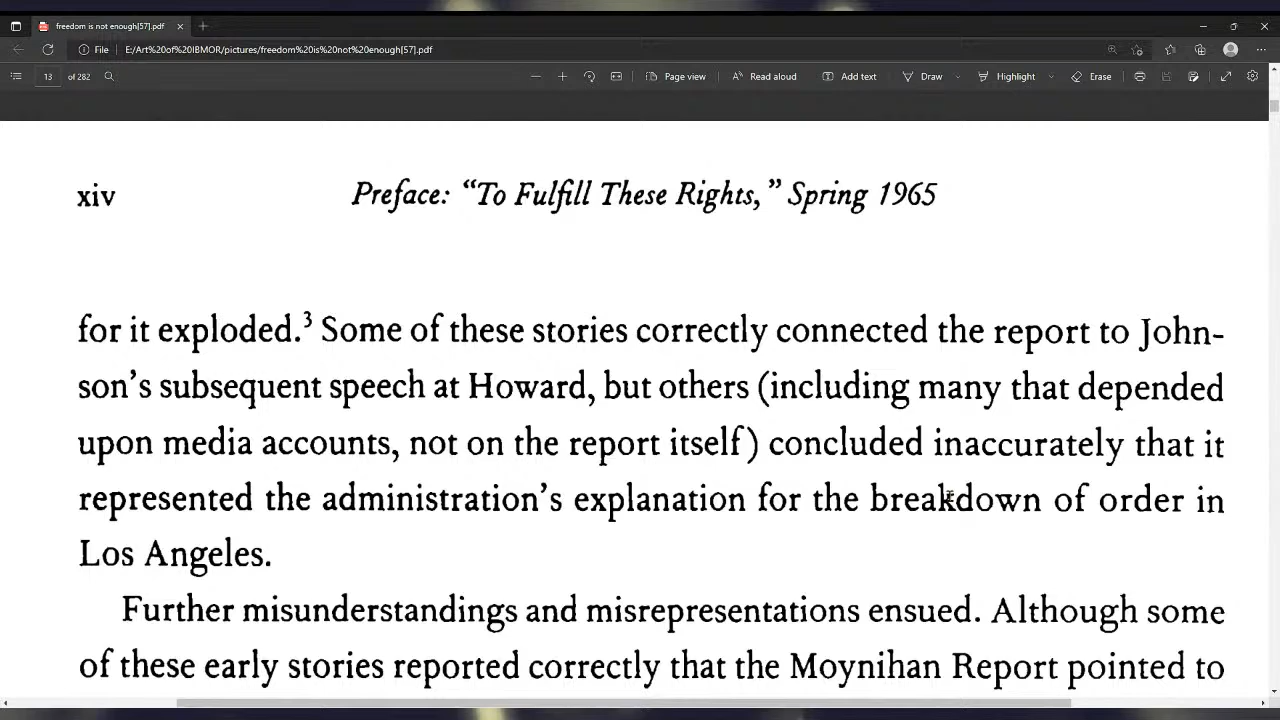 freedom is not enough[57].pdf
File E:/Art%20of%20IBMOR/pictures/freedom%20is%20not%20enough[57].pdf
13 of 282 Page view Read aloud Add text Draw Highlight Erase
xiv Preface: “To Fulfill These Rights,” Spring 1965
for it exploded.³ Some of these stories correctly connected the report to John-
son’s subsequent speech at Howard, but others (including many that depended
upon media accounts, not on the report itself) concluded inaccurately that it
represented the administration’s explanation for the breakdown of order in
Los Angeles.
Further misunderstandings and misrepresentations ensued. Although some
of these early stories reported correctly that the Moynihan Report pointed to